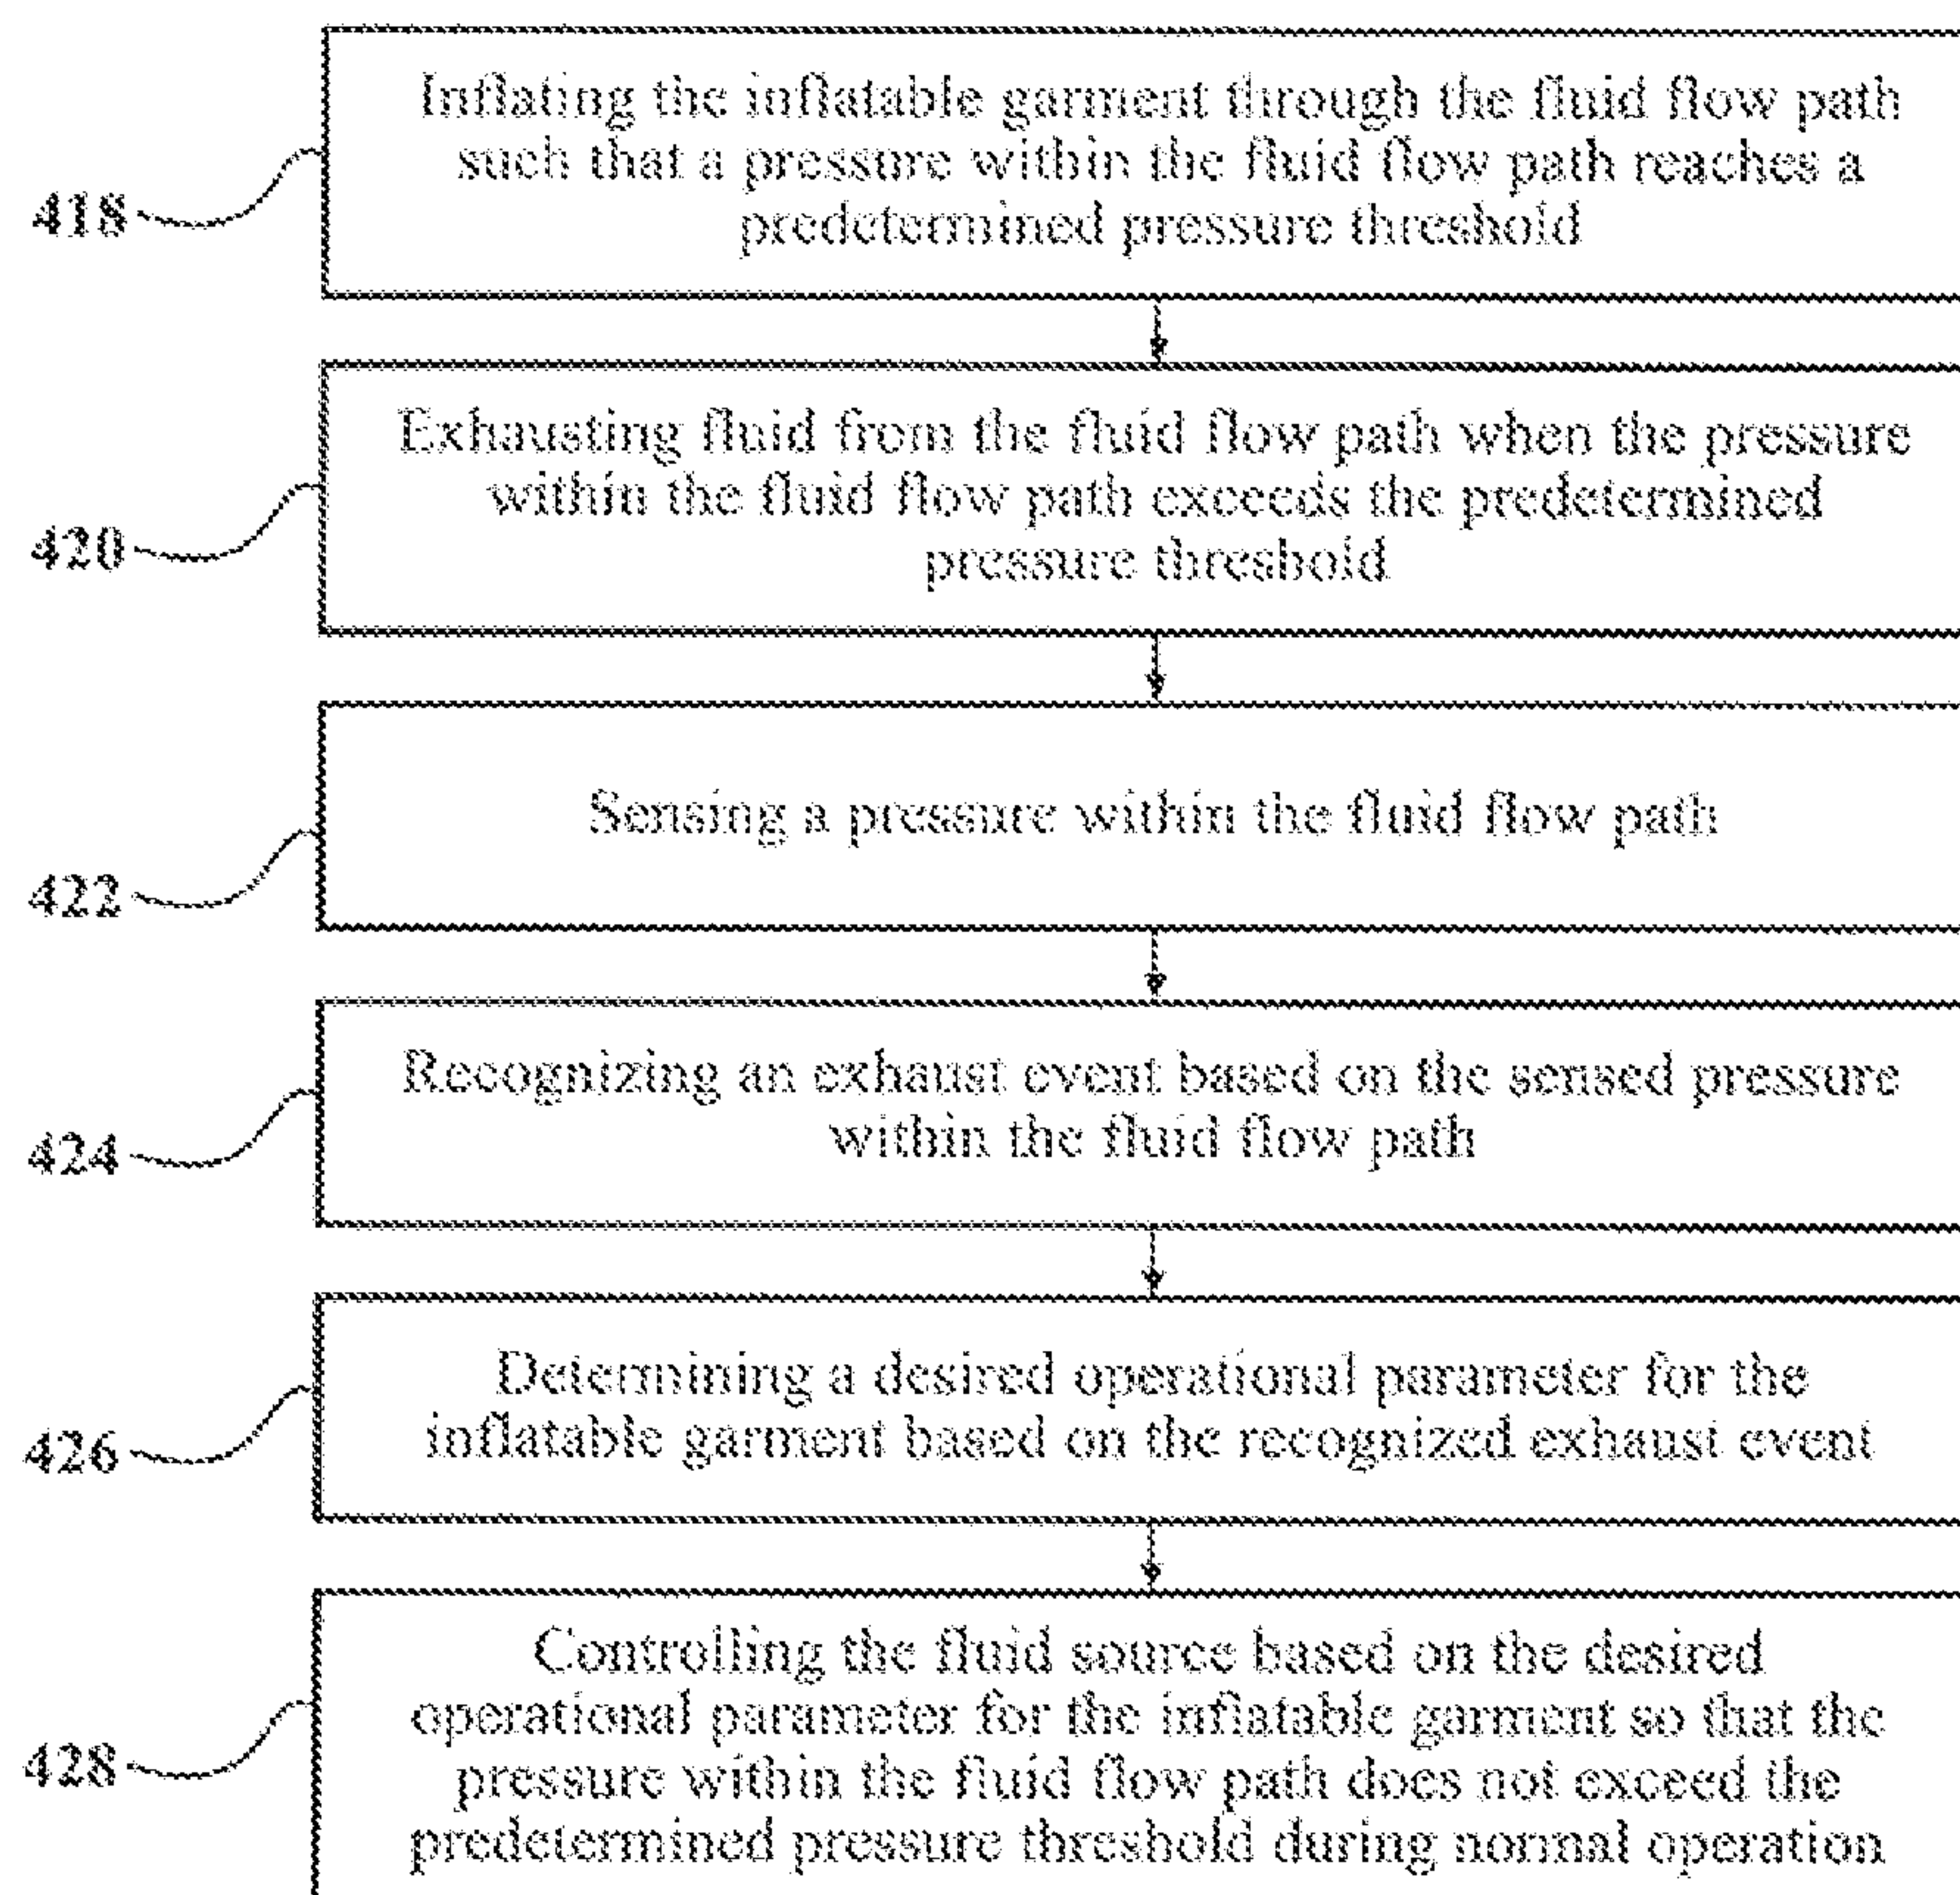 Inflating the inflatable garment through the fluid flow path
such that a pressure within the fluid flow path reaches a
predetermined pressure threshold
418
Exhausting fluid from the fluid flow path when the pressure
within the fluid flow path exceeds the predetermined
pressure threshold
420
Sensing a pressure within the fluid flow path
422
Recognizing an exhaust event based on the sensed pressure
within the fluid flow path
424
Determining a desired operational parameter for the
inflatable garment based on the recognized exhaust event
426
Controlling the fluid source based on the desired
operational parameter for the inflatable garment so that the
pressure within the fluid flow path does not exceed the
predetermined pressure threshold during normal operation
428